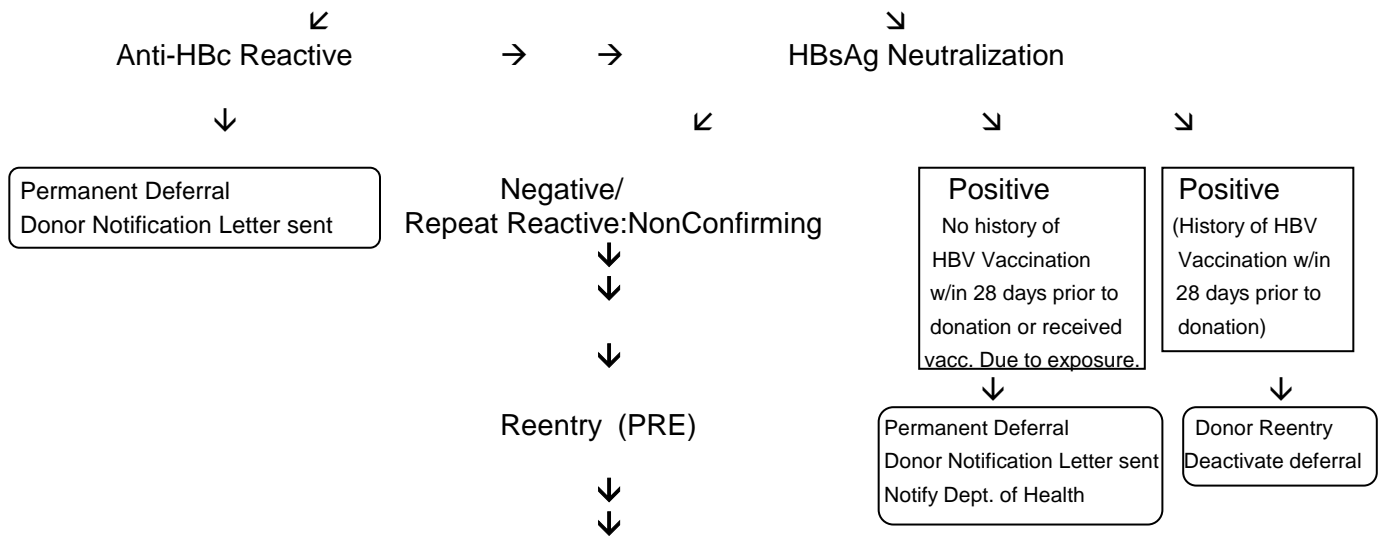 Anti-HBc Reactive → → HBsAg Neutralization
Permanent Deferral
Donor Notification Letter sent
Negative/
Repeat Reactive:NonConfirming
Positive
No history of
HBV Vaccination
w/in 28 days prior to
donation or received
vacc. Due to exposure.
Positive
(History of HBV
Vaccination w/in
28 days prior to
donation)
Reentry (PRE)
Permanent Deferral
Donor Notification Letter sent
Notify Dept. of Health
Donor Reentry
Deactivate deferral